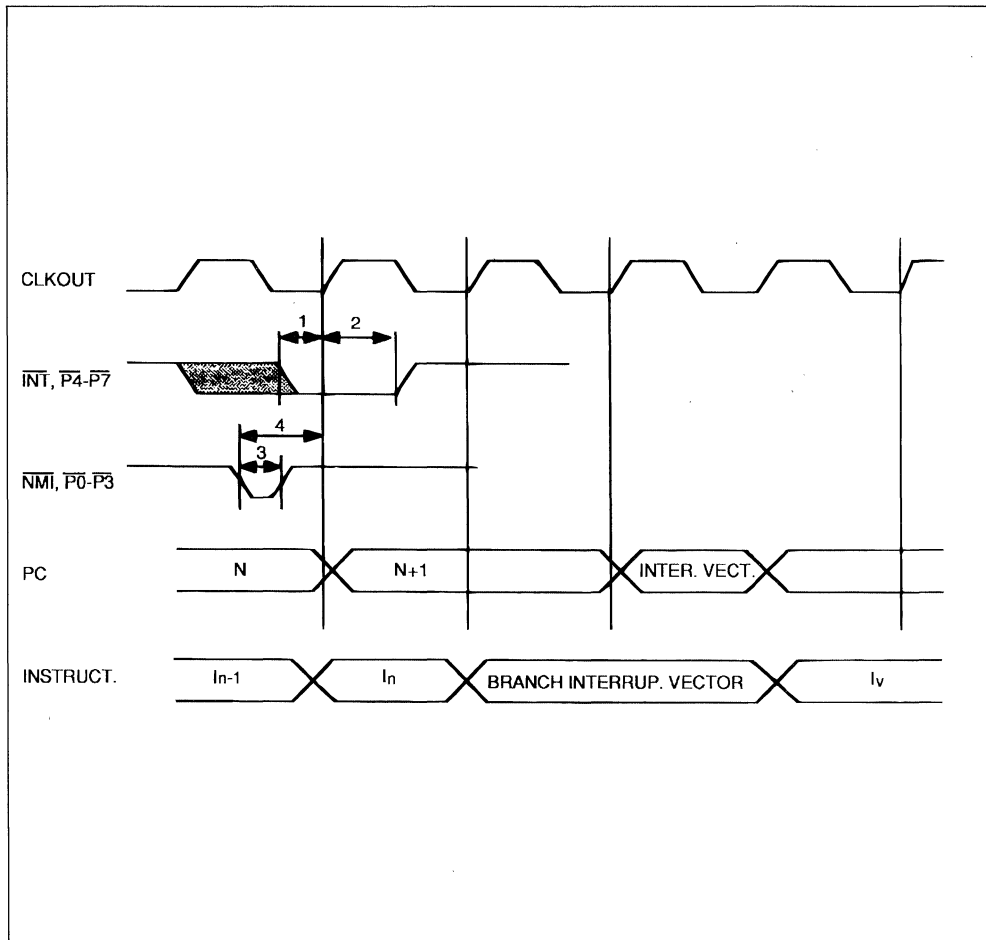 CLKOUT
1 2
INT, P4-P7
4
3
NMI, P0-P3
PC N N+1 INTER. VECT.
INSTRUCT. In-1 In BRANCH INTERRUP. VECTOR Iv